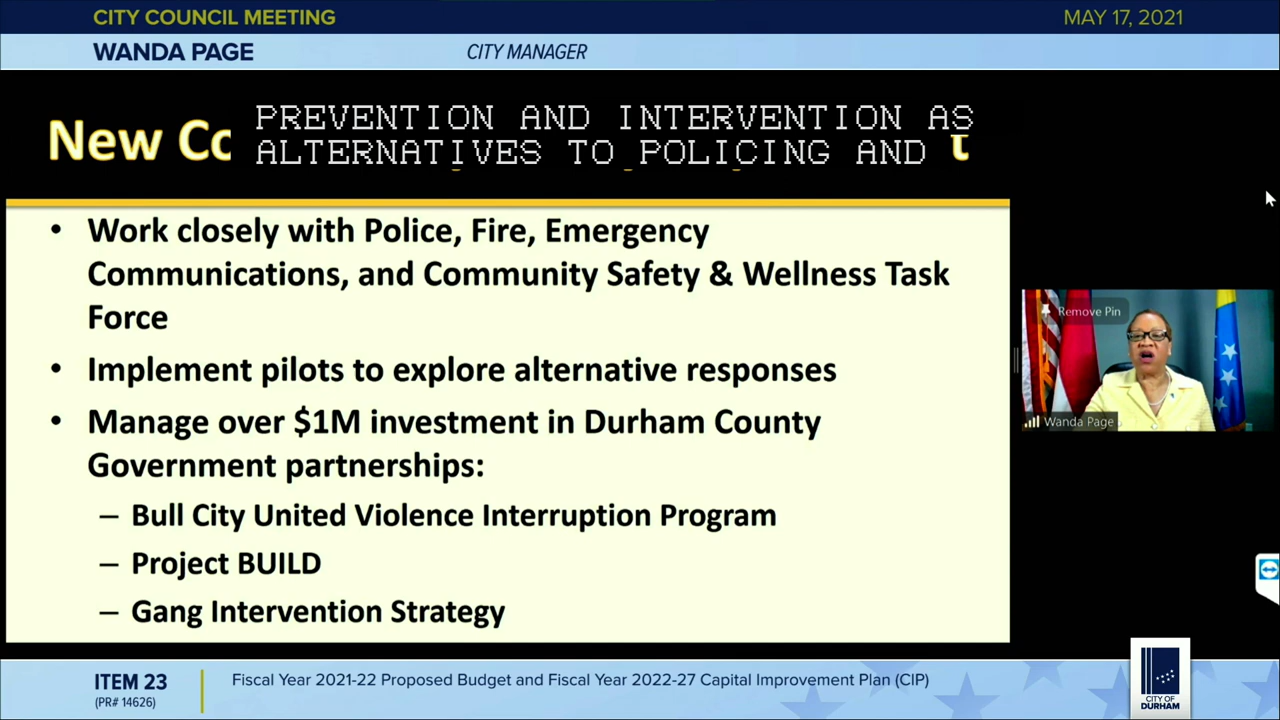 CITY COUNCIL MEETING
MAY 17, 2021
WANDA PAGE
CITY MANAGER
PREVENTION AND INTERVENTION AS
ALTERNATIVES TO POLICING AND
New
• Work closely with Police, Fire, Emergency
Communications, and Community Safety & Wellness Task
Force
• Implement pilots to explore alternative responses
• Manage over $1M investment in Durham County
Government partnerships:
– Bull City United Violence Interruption Program
– Project BUILD
– Gang Intervention Strategy
Remove Pin
Wanda Page
ITEM 23
(PR# 14626)
Fiscal Year 2021-22 Proposed Budget and Fiscal Year 2022-27 Capital Improvement Plan (CIP)
CITY OF
DURHAM